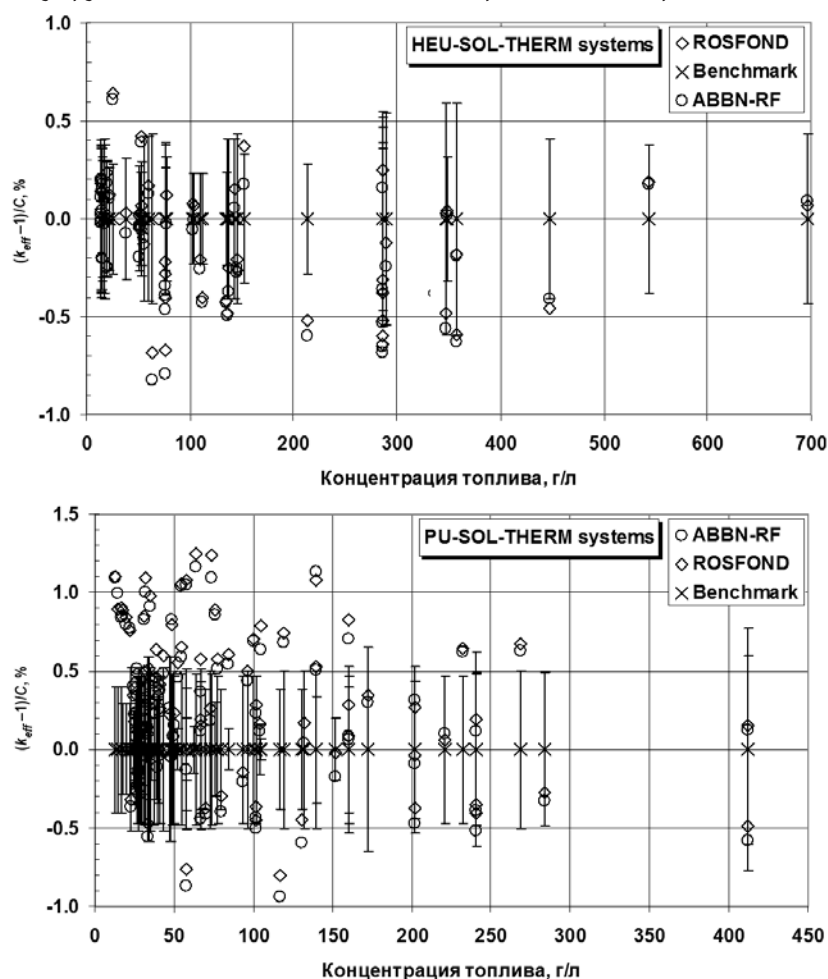 1.0
HEU-SOL-THERM systems
ROSFOND
Benchmark
ABBN-RF
0.5
0.0
-0.5
-1.0
(keff−1)/C, %
0 100 200 300 400 500 600 700
Концентрация топлива, г/л
1.5
PU-SOL-THERM systems
ABBN-RF
ROSFOND
Benchmark
1.0
0.5
0.0
-0.5
-1.0
(keff−1)/C, %
0 50 100 150 200 250 300 350 400 450
Концентрация топлива, г/л